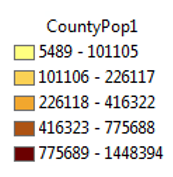 CountyPop1
5489 - 101105
101106 - 226117
226118 - 416322
416323 - 775688
775689 - 1448394